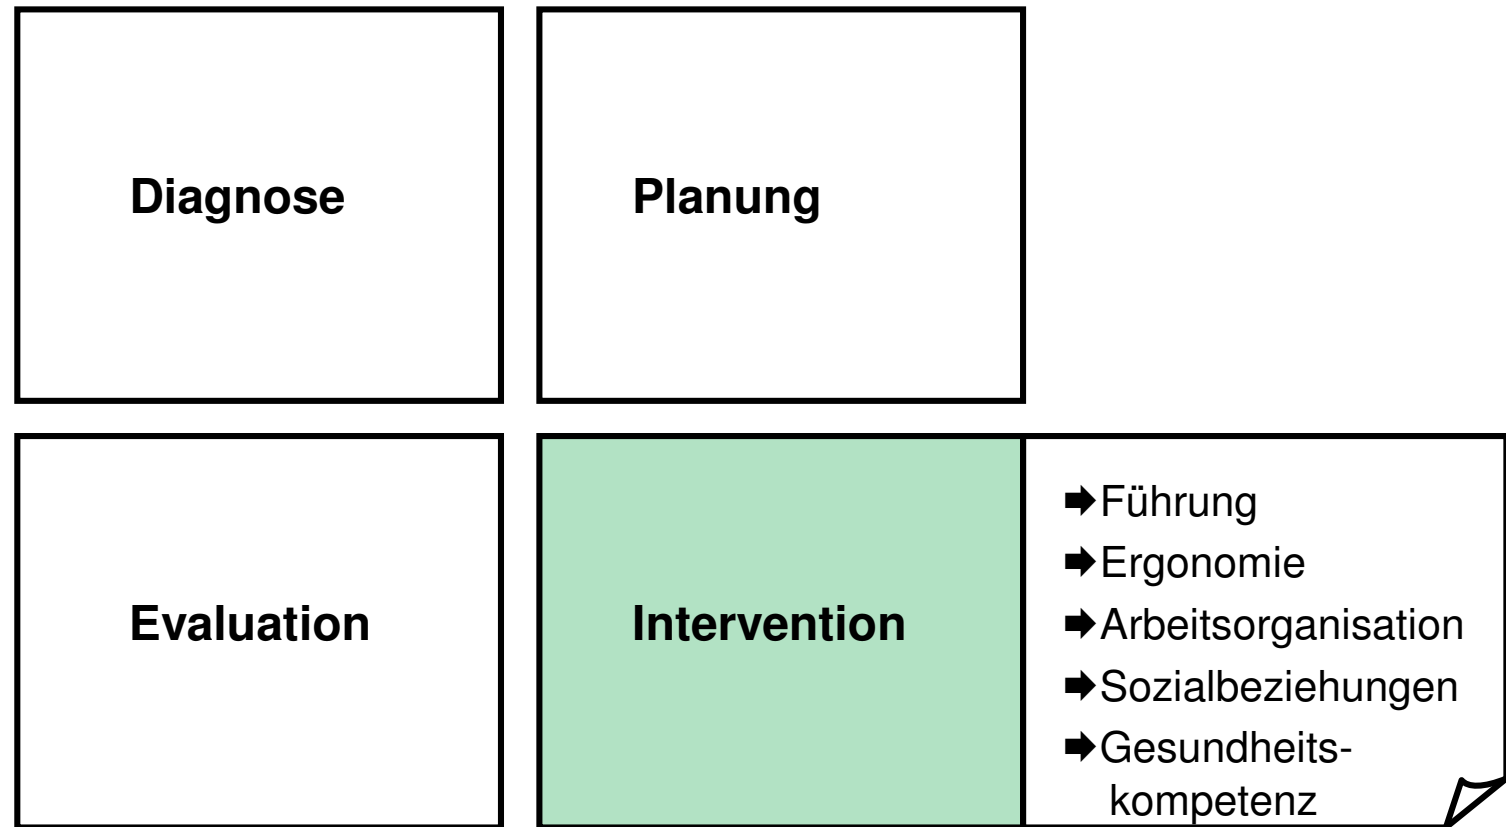 Diagnose
Planung
Evaluation
Intervention
➨Führung
➨Ergonomie
➨Arbeitsorganisation
➨Sozialbeziehungen
➨Gesundheits-
kompetenz